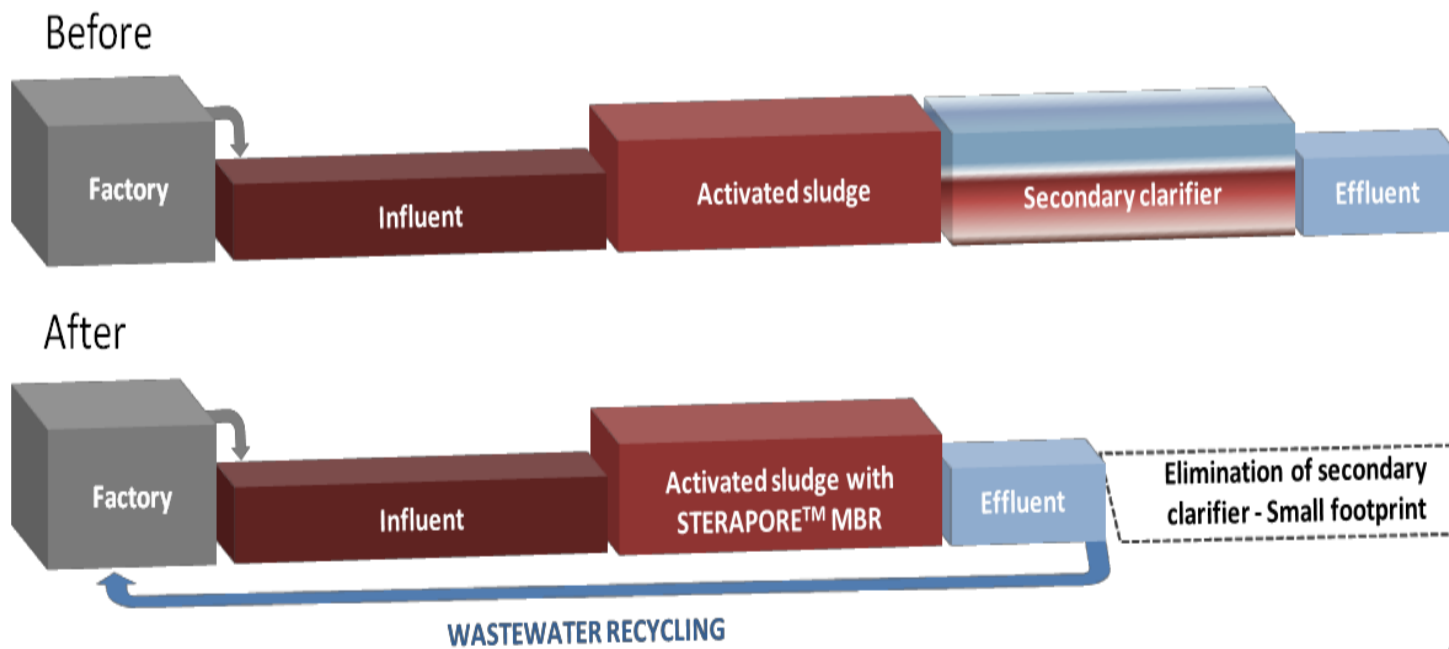 Before
Factory
Influent
Activated sludge
Secondary clarifier
Effluent
After
Factory
Influent
Activated sludge with
STERAPORE™ MBR
Effluent
Elimination of secondary
clarifier - Small footprint
WASTEWATER RECYCLING